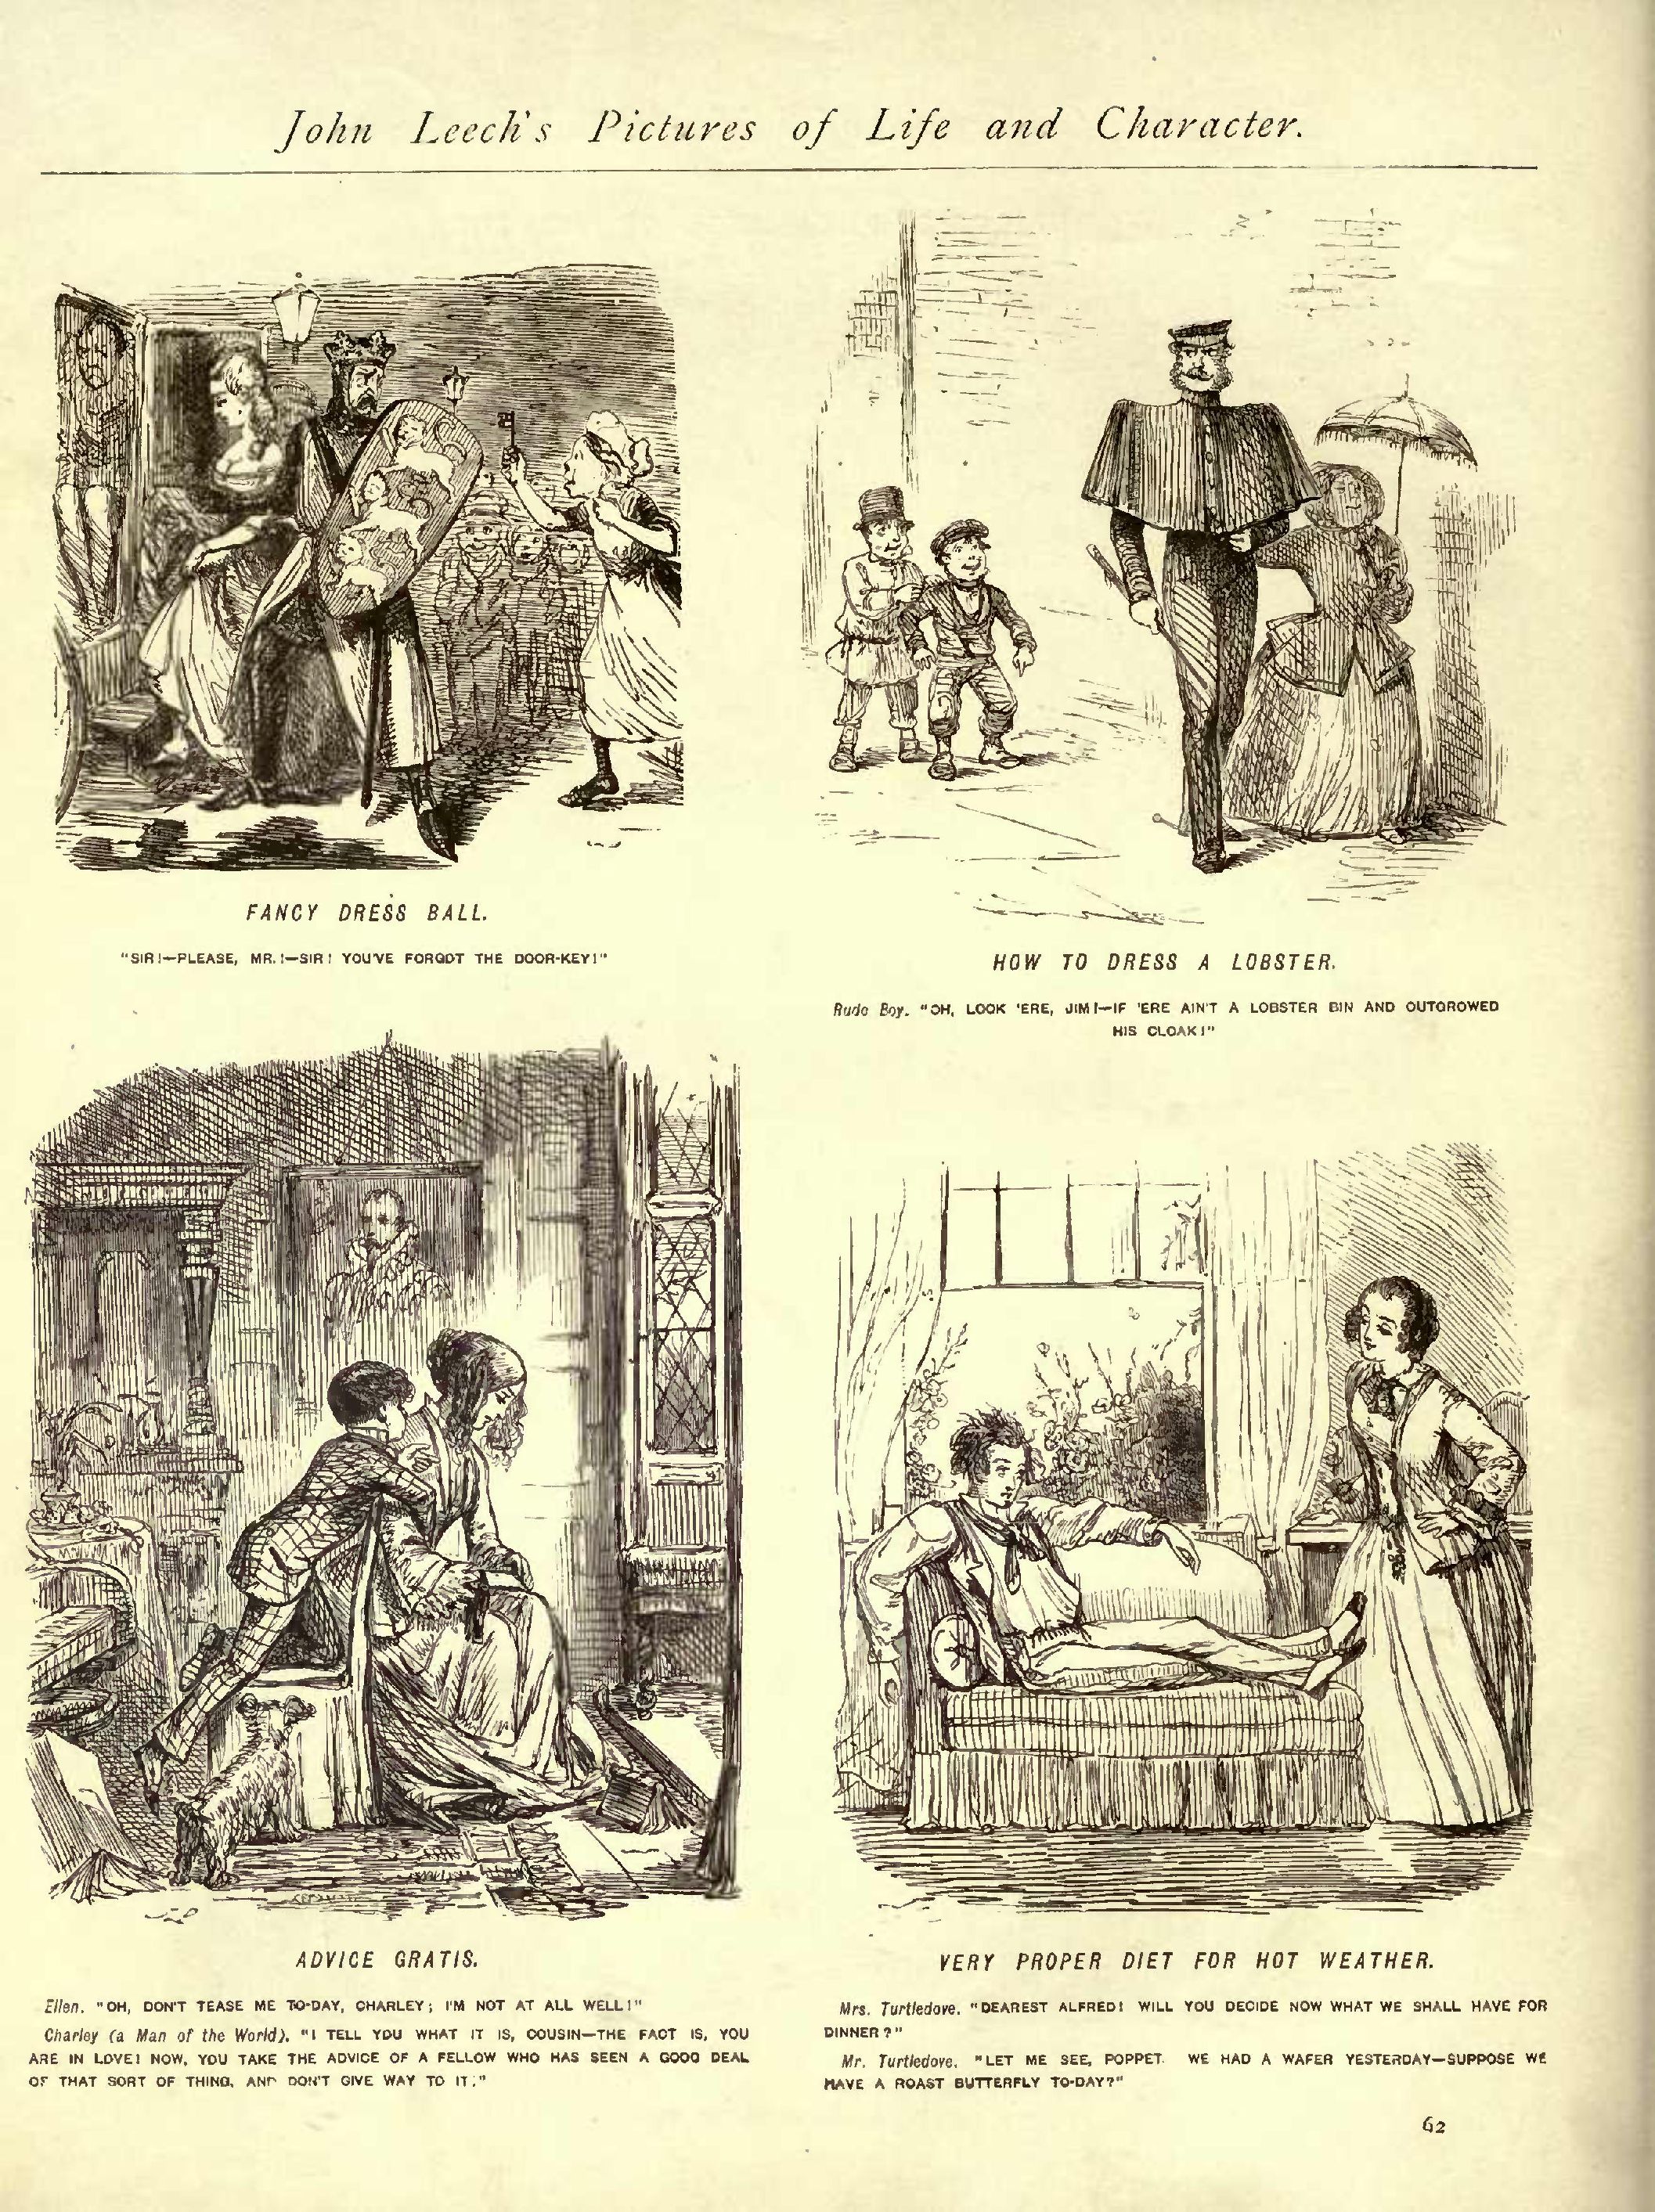 John Leech's Pictures of Life and Character.
FANCY DRESS BALL.
"SIR!—PLEASE, MR.!—SIR! YOU'VE FORGOT THE DOOR-KEY!"
HOW TO DRESS A LOBSTER.
Rude Boy. "OH, LOOK 'ERE, JIM!—IF 'ERE AIN'T A LOBSTER BIN AND OUTGROWED
HIS CLOAK!"
ADVICE GRATIS.
Ellen. "OH, DON'T TEASE ME TO-DAY, CHARLEY; I'M NOT AT ALL WELL!"
Charley (a Man of the World). "I TELL YOU WHAT IT IS, COUSIN—THE FACT IS, YOU
ARE IN LOVE! NOW, YOU TAKE THE ADVICE OF A FELLOW WHO HAS SEEN A GOOD DEAL
OF THAT SORT OF THING, AND DON'T GIVE WAY TO IT."
VERY PROPER DIET FOR HOT WEATHER.
Mrs. Turtledove. "DEAREST ALFRED! WILL YOU DECIDE NOW WHAT WE SHALL HAVE FOR
DINNER?"
Mr. Turtledove. "LET ME SEE, POPPET. WE HAD A WAFER YESTERDAY—SUPPOSE WE
HAVE A ROAST BUTTERFLY TO-DAY?"
62